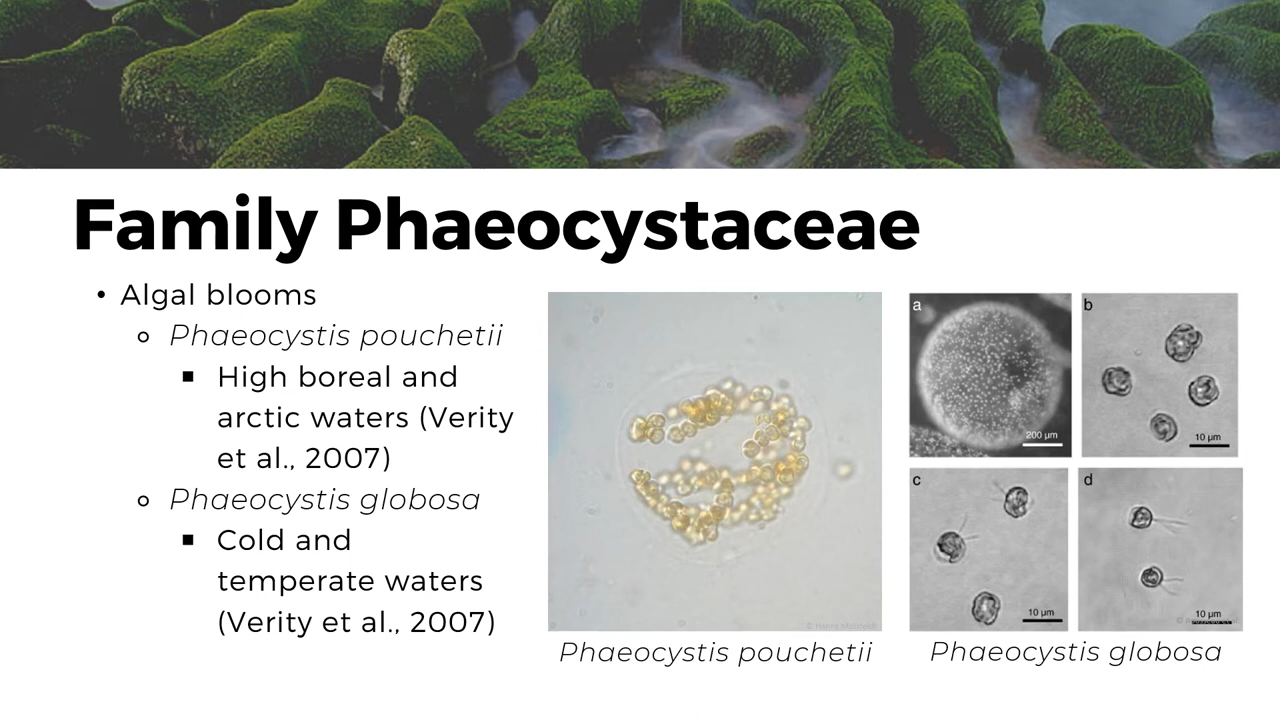 Family Phaeocystaceae
• Algal blooms
Phaeocystis pouchetii
High boreal and
arctic waters (Verity
et al., 2007)
Phaeocystis globosa
Cold and
temperate waters
(Verity et al., 2007)
a
200 µm
b
10 µm
c
10 µm
d
10 µm
Phaeocystis pouchetii
Phaeocystis globosa